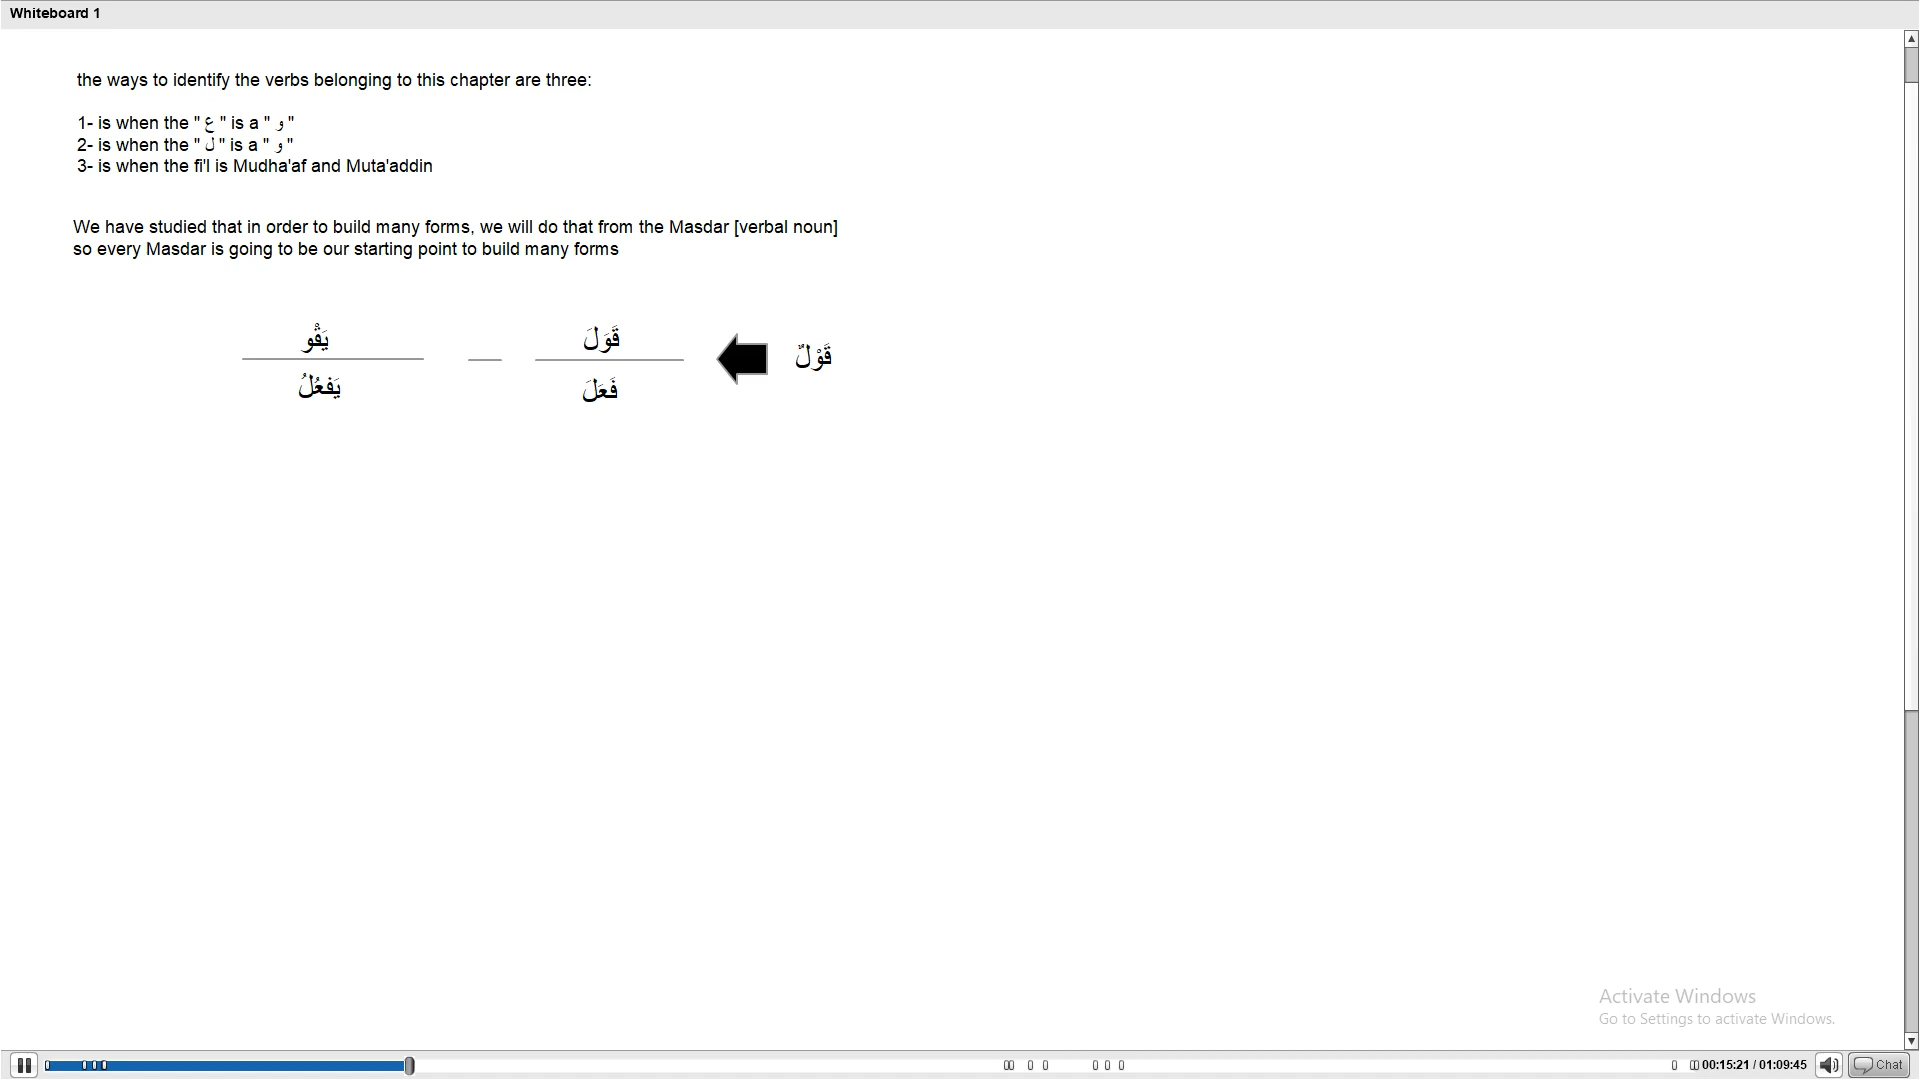 Whiteboard 1
the ways to identify the verbs belonging to this chapter are three:
1- is when the " ع " is a " و "
2- is when the " ل " is a " و "
3- is when the fi'l is Mudha'af and Muta'addin
We have studied that in order to build many forms, we will do that from the Masdar [verbal noun]
so every Masdar is going to be our starting point to build many forms
قَوْلٌ
قَوَلَ
يَقْو
فَعَلَ
يَفعُلُ
Activate Windows
Go to Settings to activate Windows.
00:15:21 / 01:09:45
Chat